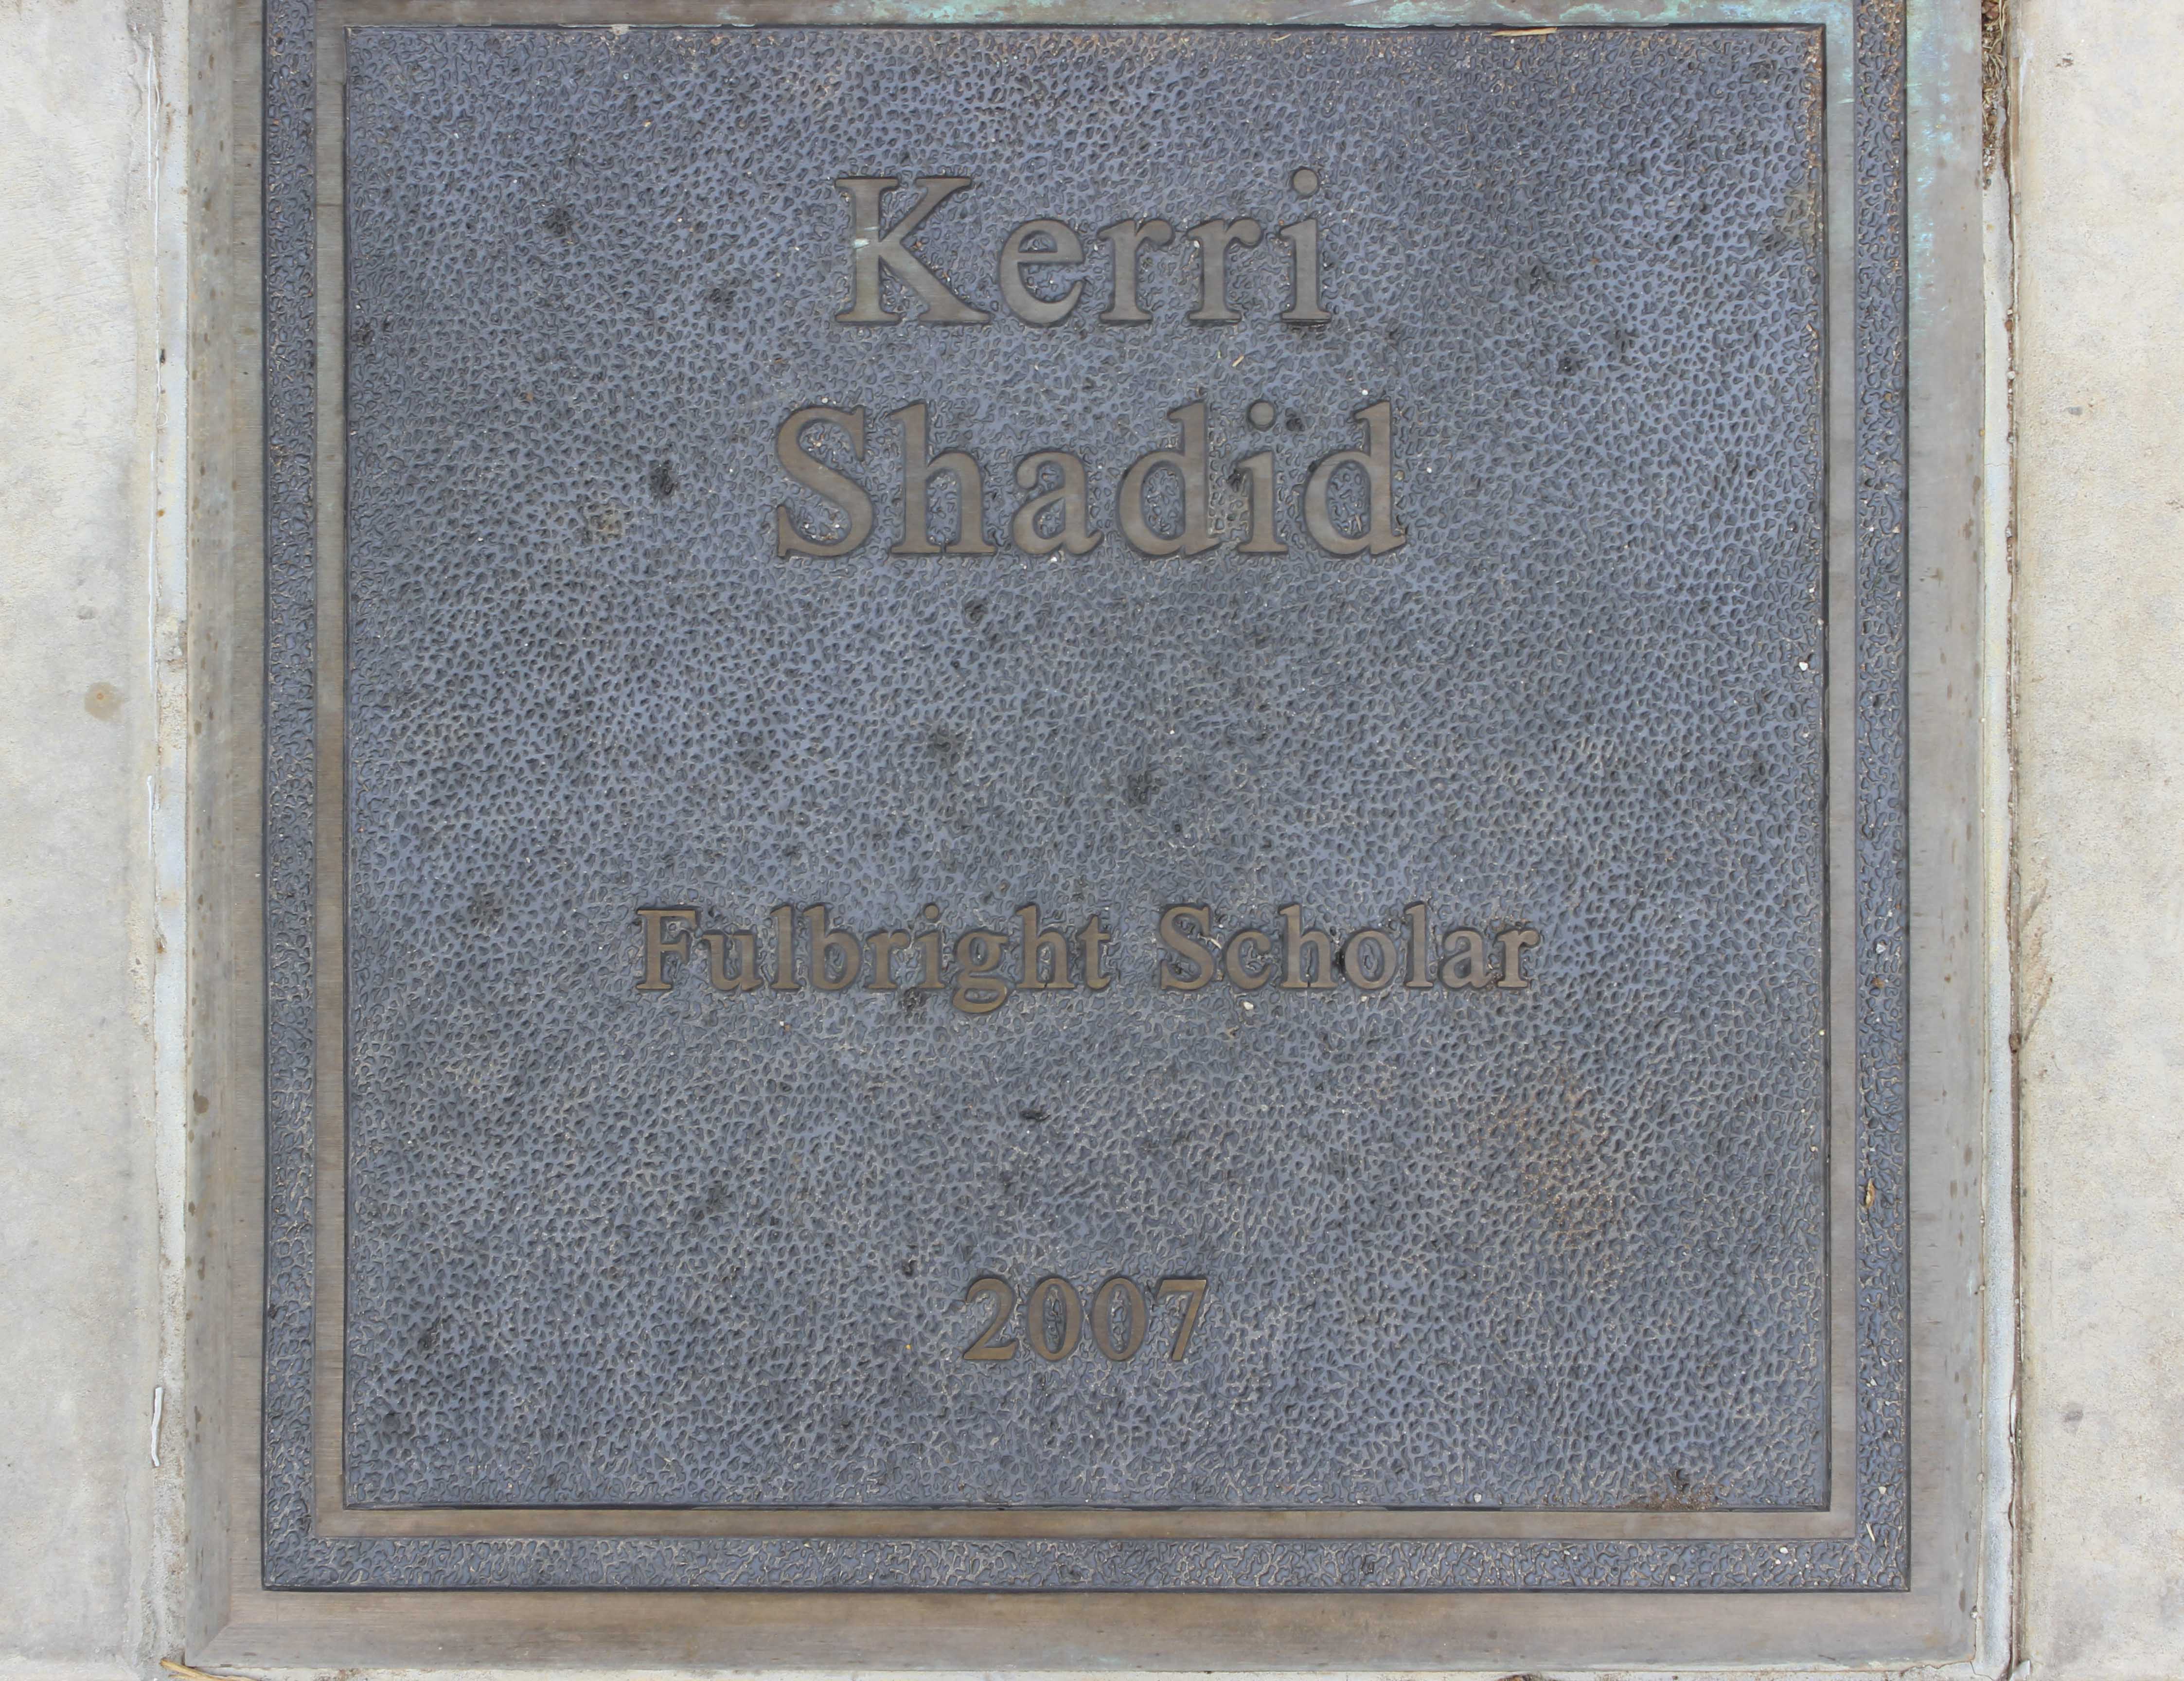 Kerri
Shadid
Fulbright Scholar
2007